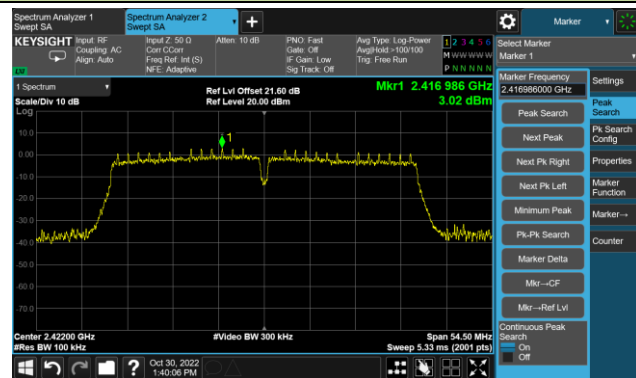 Spectrum Analyzer 1
Swept SA
Spectrum Analyzer 2
Swept SA
+
Marker
KEYSIGHT
Input: RF
Coupling: AC
Align: Auto
Input Z: 50 Ω
Corr CCorr
Freq Ref: Int (S)
NFE: Adaptive
Atten: 10 dB
PNO: Fast
Gate: Off
IF Gain: Low
Sig Track: Off
Avg Type: Log-Power
Avg|Hold:>100/100
Trig: Free Run
1 2 3 4 5 6
M W W W W W
P N N N N N
LW
Select Marker
Marker 1
1 Spectrum
Scale/Div 10 dB
Log
Ref Lvl Offset 21.60 dB
Ref Level 20.00 dBm
Mkr1 2.416 986 GHz
3.02 dBm
1
10.0
0.00
-10.0
-20.0
-30.0
-40.0
-50.0
-60.0
-70.0
Center 2.42200 GHz
#Res BW 100 kHz
#Video BW 300 kHz
Span 54.50 MHz
Sweep 5.33 ms (2001 pts)
Marker Frequency
2.416986000 GHz
Peak Search
Next Peak
Next Pk Right
Next Pk Left
Minimum Peak
Pk-Pk Search
Marker Delta
Mkr→CF
Mkr→Ref Lvl
Continuous Peak
Search
On
Off
Settings
Peak
Search
Pk Search
Config
Properties
Marker
Function
Marker→
Counter
?
Oct 30, 2022
1:40:06 PM